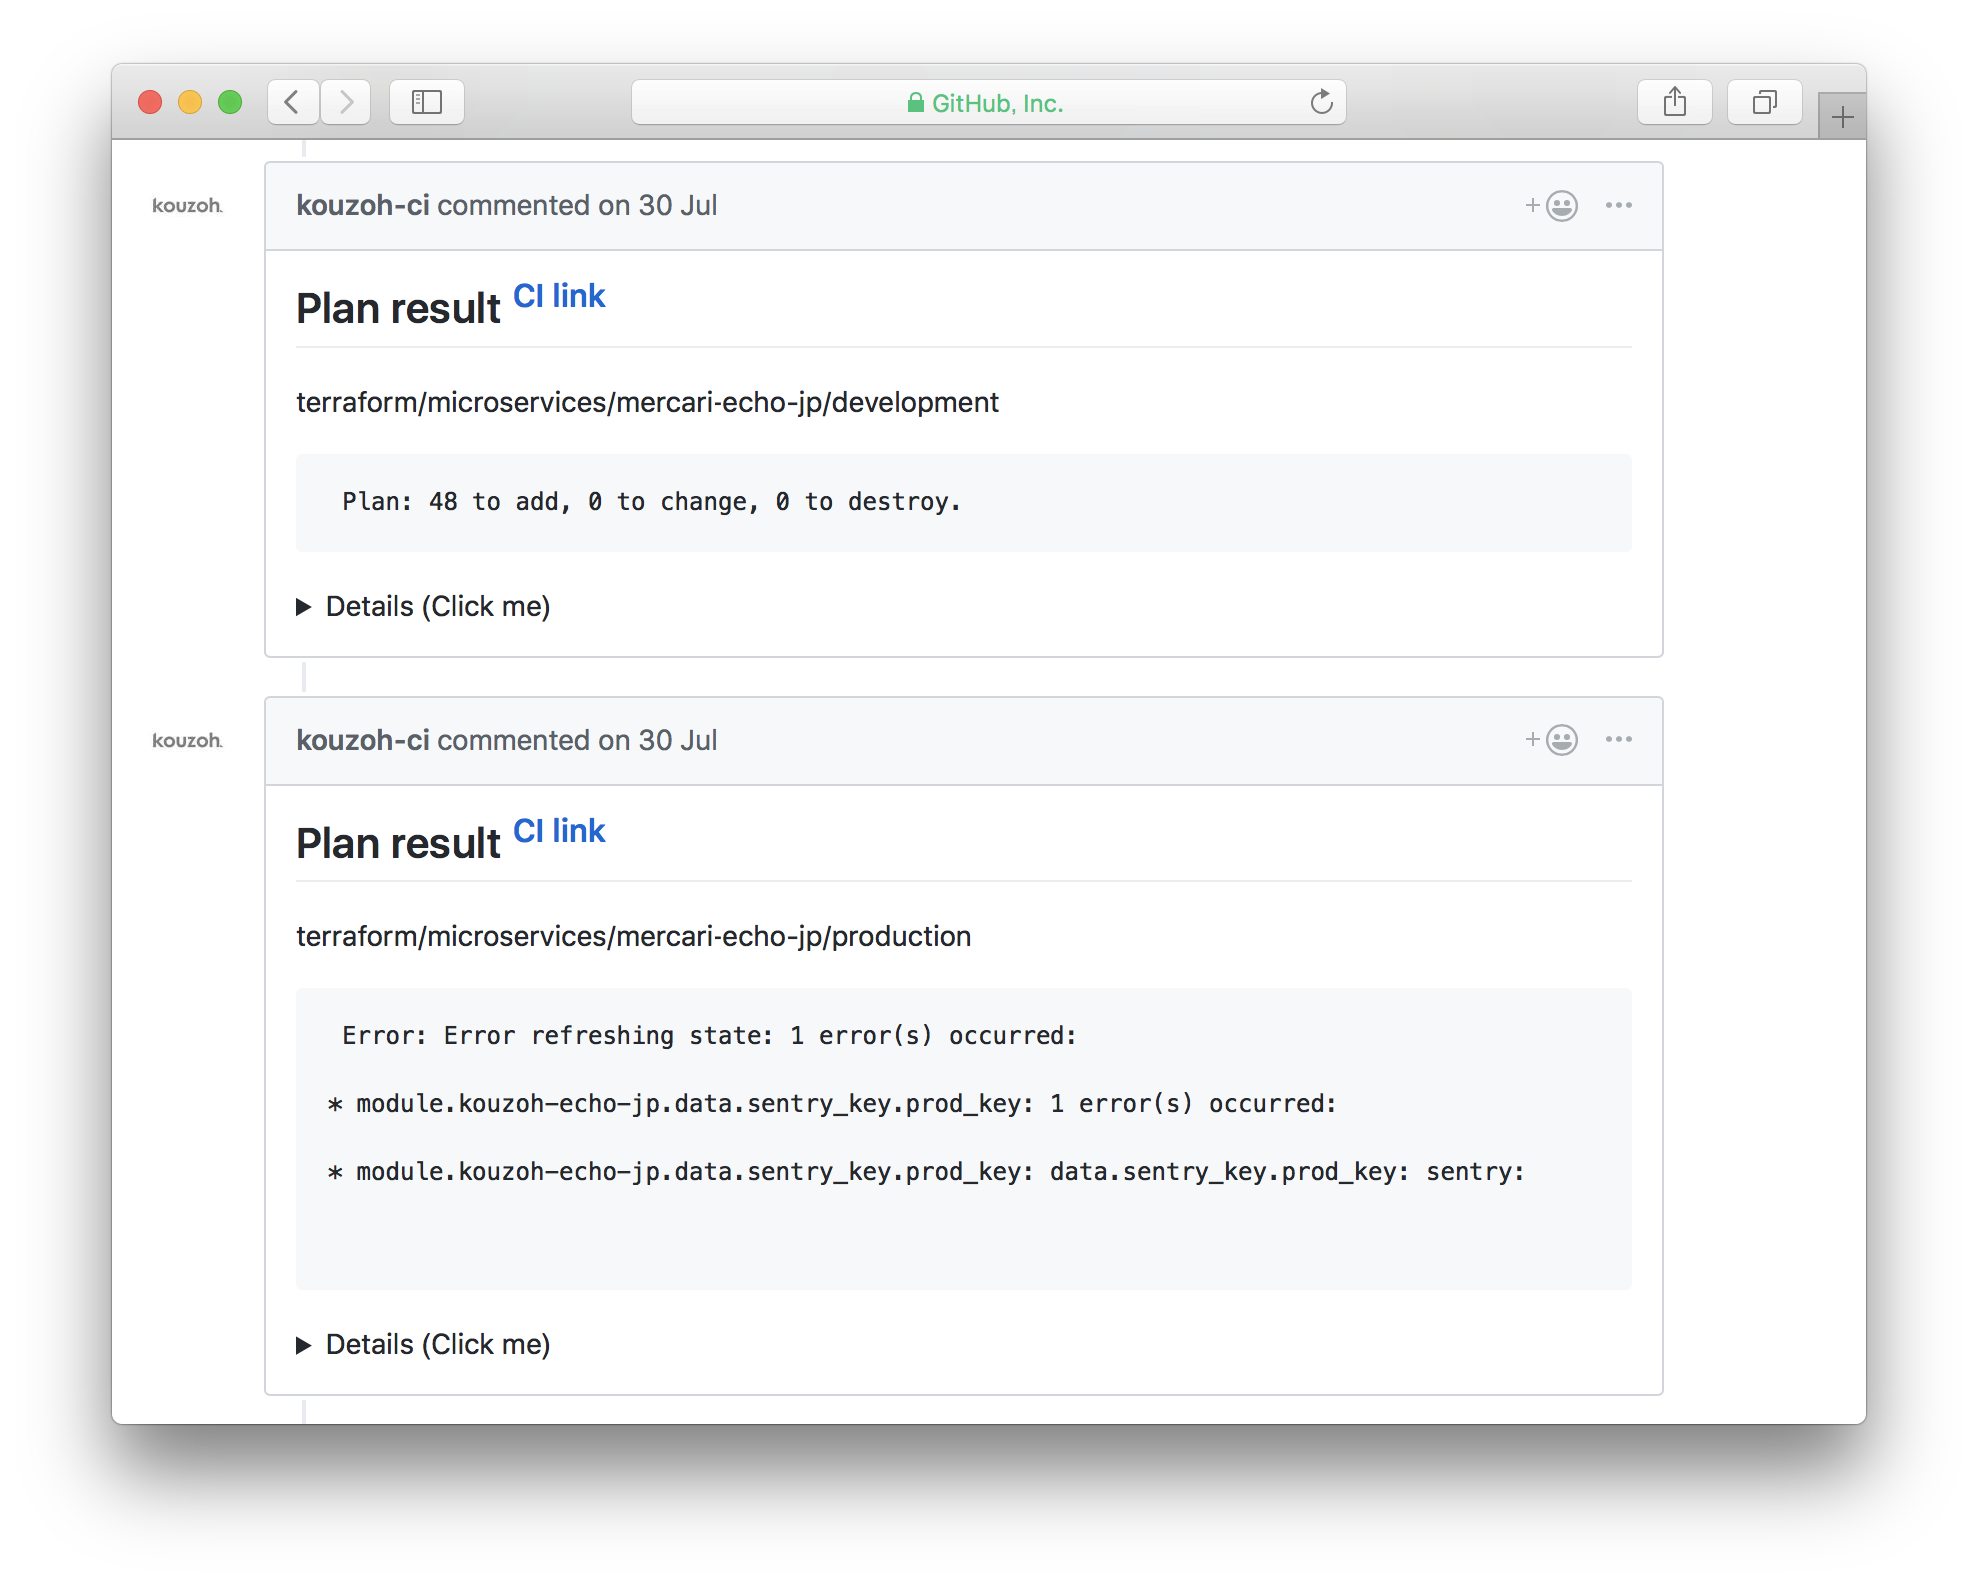 GitHub, Inc.
kouzoh.
kouzoh-ci commented on 30 Jul
Plan result CI link
terraform/microservices/mercari-echo-jp/development
Plan: 48 to add, 0 to change, 0 to destroy.
Details (Click me)
kouzoh.
kouzoh-ci commented on 30 Jul
Plan result CI link
terraform/microservices/mercari-echo-jp/production
Error: Error refreshing state: 1 error(s) occurred:
* module.kouzoh-echo-jp.data.sentry_key.prod_key: 1 error(s) occurred:
* module.kouzoh-echo-jp.data.sentry_key.prod_key: data.sentry_key.prod_key: sentry:
Details (Click me)